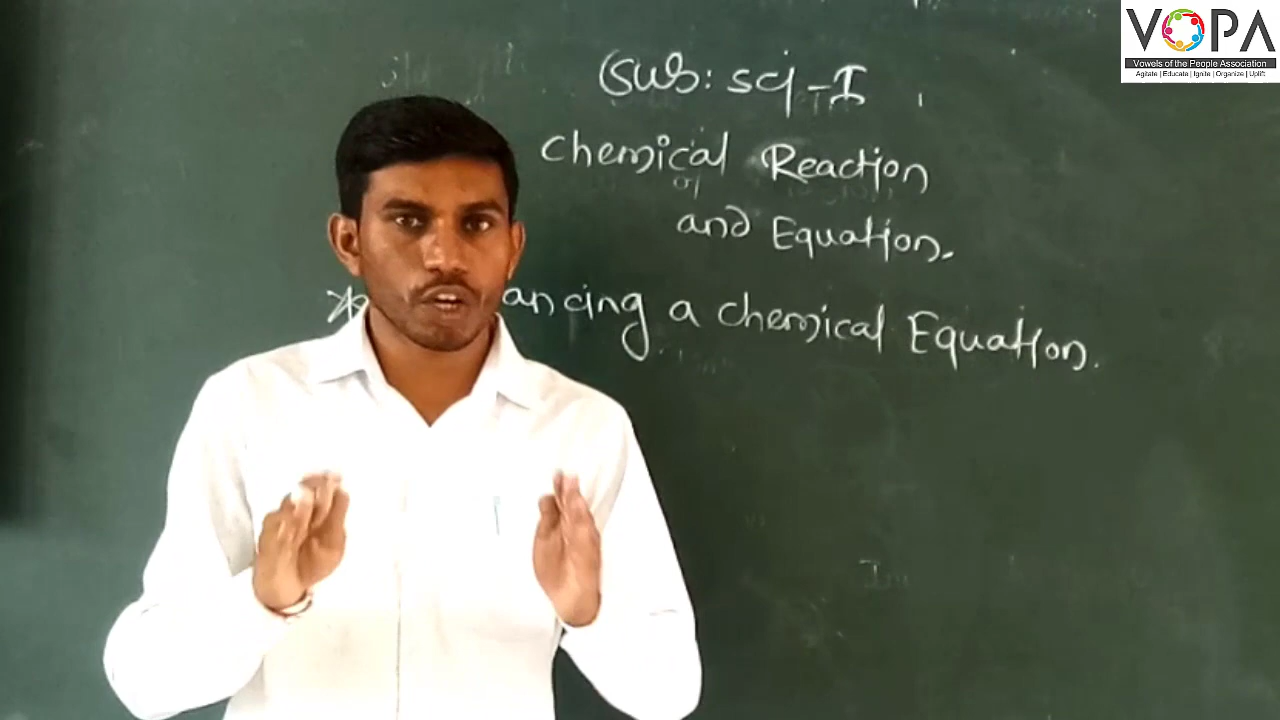 Sub: sci-I
Chemical Reaction
and Equation.
ancing a chemical Equation.
VOPA
Vowels of the People Association
Agitate | Educate | Ignite | Organize | Uplift